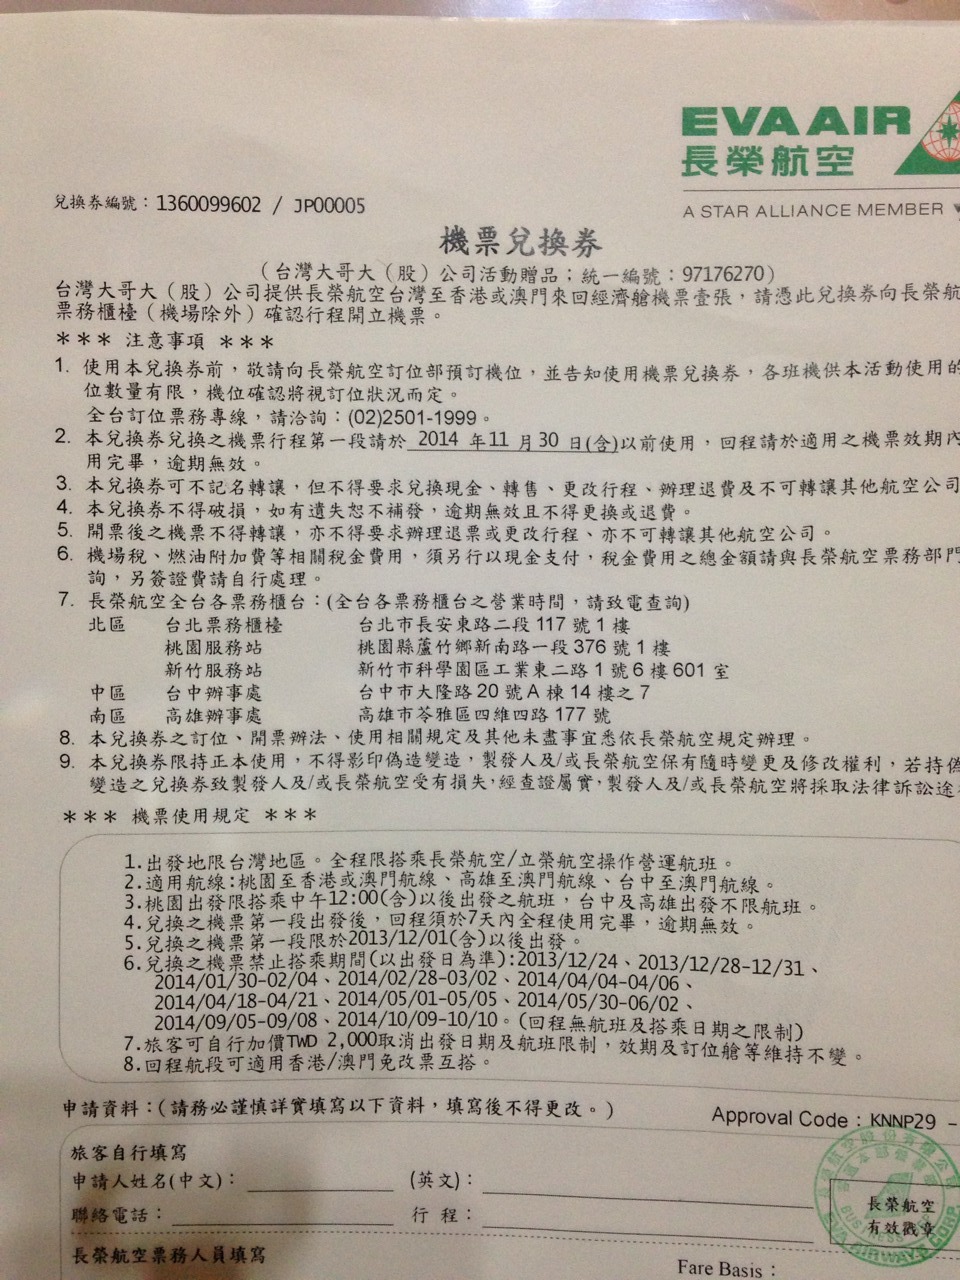 EVA AIR
長榮航空
A STAR ALLIANCE MEMBER
兌換券編號：1360099602 / JP00005
機票兌換券
（台灣大哥大（股）公司活動贈品；統一編號：97176270）
台灣大哥大（股）公司提供長榮航空台灣至香港或澳門來回經濟艙機票壹張，請憑此兌換券向長榮航
票務櫃檯（機場除外）確認行程開立機票。
＊＊＊ 注意事項 ＊＊＊
1. 使用本兌換券前，敬請向長榮航空訂位部預訂機位，並告知使用機票兌換券，各班機供本活動使用的
位數量有限，機位確認將視訂位狀況而定。
全台訂位票務專線，請洽詢：(02)2501-1999。
2. 本兌換券兌換之機票行程第一段請於 2014 年11 月30 日(含)以前使用，回程請於適用之機票效期內
用完畢，逾期無效。
3. 本兌換券可不記名轉讓，但不得要求兌換現金、轉售、更改行程、辦理退費及不可轉讓其他航空公司
4. 本兌換券不得破損，如有遺失恕不補發，逾期無效且不得更換或退費。
5. 開票後之機票不得轉讓，亦不得要求辦理退票或更改行程、亦不可轉讓其他航空公司。
6. 機場稅、燃油附加費等相關稅金費用，須另行以現金支付，稅金費用之總金額請與長榮航空票務部門
詢，另簽證費請自行處理。
7. 長榮航空全台各票務櫃台：(全台各票務櫃台之營業時間，請致電查詢)
北區 台北票務櫃檯 台北市長安東路二段 117 號 1 樓
桃園服務站 桃園縣蘆竹鄉新南路一段 376 號 1 樓
新竹服務站 新竹市科學園區工業東二路 1 號 6 樓 601 室
中區 台中辦事處 台中市大隆路 20 號 A 棟 14 樓之 7
南區 高雄辦事處 高雄市苓雅區四維四路 177 號
8. 本兌換券之訂位、開票辦法、使用相關規定及其他未盡事宜悉依長榮航空規定辦理。
9. 本兌換券限持正本使用，不得影印偽造變造，製發人及/或長榮航空保有隨時變更及修改權利，若持偽
變造之兌換券致製發人及/或長榮航空受有損失，經查證屬實，製發人及/或長榮航空將採取法律訴訟途
＊＊＊ 機票使用規定 ＊＊＊
1.出發地限台灣地區。全程限搭乘長榮航空/立榮航空操作營運航班。
2.適用航線：桃園至香港或澳門航線、高雄至澳門航線、台中至澳門航線。
3.桃園出發限搭乘中午12:00(含)以後出發之航班，台中及高雄出發不限航班。
4.兌換之機票第一段出發後，回程須於7天內全程使用完畢，逾期無效。
5.兌換之機票第一段限於2013/12/01(含)以後出發。
6.兌換之機票禁止搭乘期間(以出發日為準)：2013/12/24、2013/12/28-12/31、
2014/01/30-02/04、2014/02/28-03/02、2014/04/04-04/06、
2014/04/18-04/21、2014/05/01-05/05、2014/05/30-06/02、
2014/09/05-09/08、2014/10/09-10/10。(回程無航班及搭乘日期之限制)
7.旅客可自行加價TWD 2,000取消出發日期及航班限制，效期及訂位艙等維持不變。
8.回程航段可適用香港/澳門免改票互搭。
申請資料：(請務必謹慎詳實填寫以下資料，填寫後不得更改。)
Approval Code：KNNP29 –
旅客自行填寫
申請人姓名(中文)： (英文)：
聯絡電話： 行 程：
長榮航空
有效戳章
長榮航空票務人員填寫
Fare Basis：